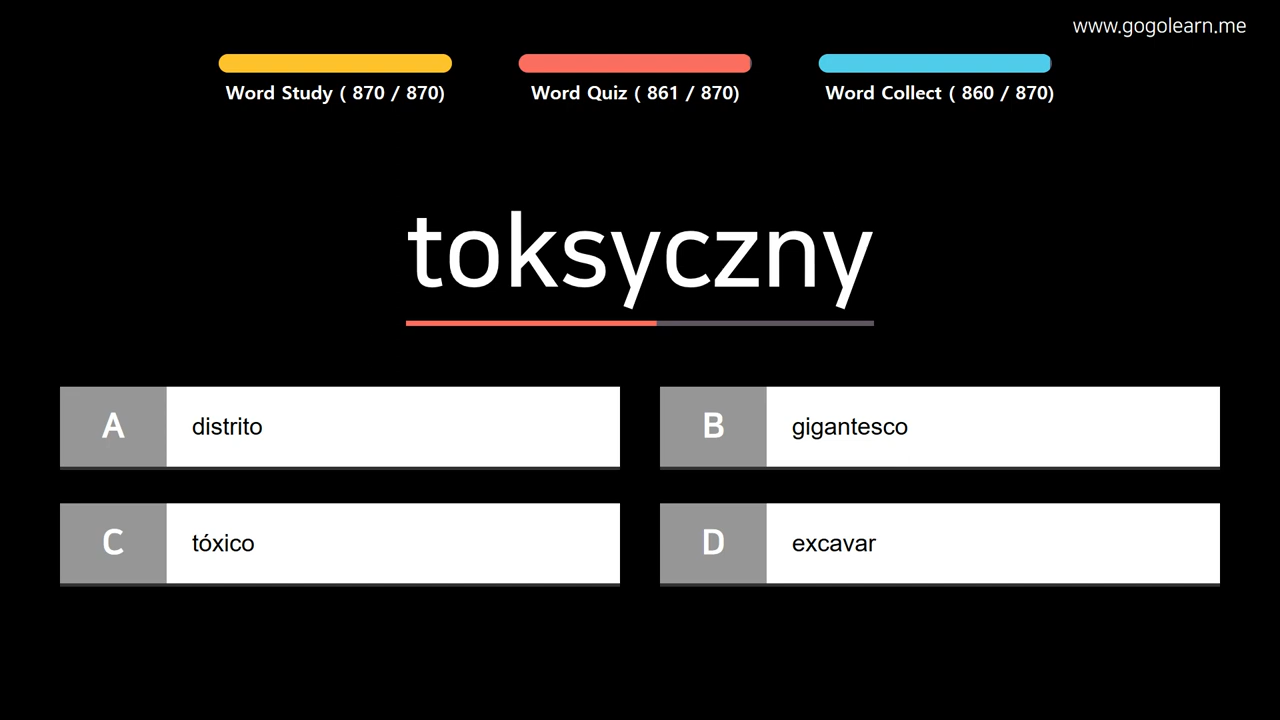 www.gogolearn.me
Word Study ( 870 / 870)
Word Quiz ( 861 / 870)
Word Collect ( 860 / 870)
toksyczny
A distrito
B gigantesco
C tóxico
D excavar